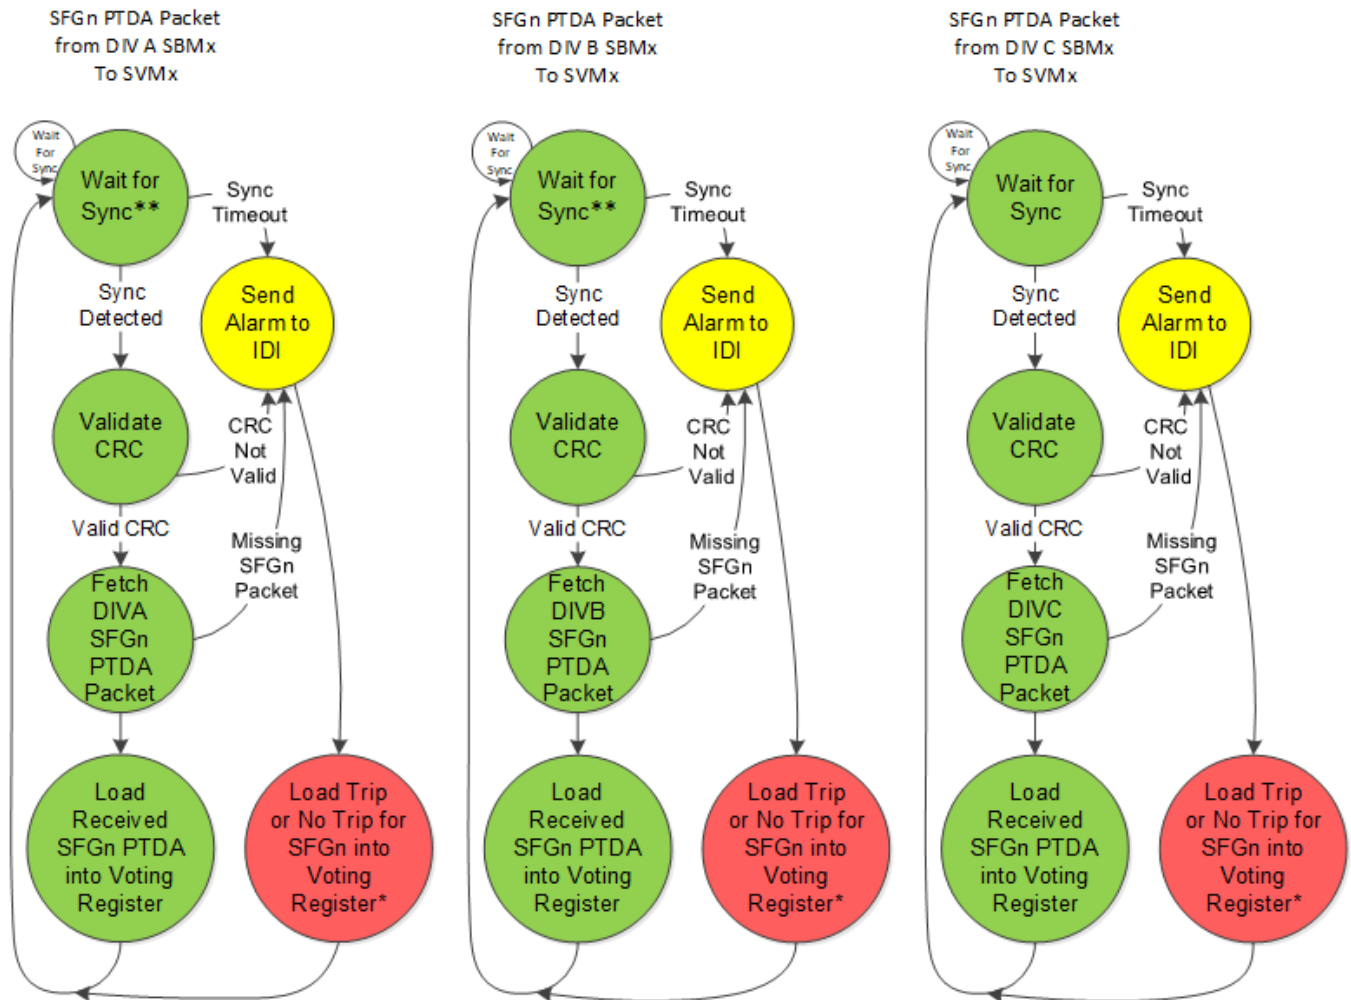 SFGn PTDA Packet
from DIV A SBMx
To SVMx
Wait
For
Sync
Wait for
Sync**
Sync
Timeout
Sync
Detected
Send
Alarm to
IDI
Validate
CRC
CRC
Not
Valid
Valid CRC
Missing
SFGn
Packet
Fetch
DIVA
SFGn
PTDA
Packet
Load
Received
SFGn PTDA
into Voting
Register
Load Trip
or No Trip for
SFGn into
Voting
Register*
SFGn PTDA Packet
from DIV B SBMx
To SVMx
Wait
For
Sync
Wait for
Sync**
Sync
Timeout
Sync
Detected
Send
Alarm to
IDI
Validate
CRC
CRC
Not
Valid
Valid CRC
Missing
SFGn
Packet
Fetch
DIVB
SFGn
PTDA
Packet
Load
Received
SFGn PTDA
into Voting
Register
Load Trip
or No Trip for
SFGn into
Voting
Register*
SFGn PTDA Packet
from DIV C SBMx
To SVMx
Wait
For
Sync
Wait for
Sync
Sync
Timeout
Sync
Detected
Send
Alarm to
IDI
Validate
CRC
CRC
Not
Valid
Valid CRC
Missing
SFGn
Packet
Fetch
DIVC
SFGn
PTDA
Packet
Load
Received
SFGn PTDA
into Voting
Register
Load Trip
or No Trip for
SFGn into
Voting
Register*